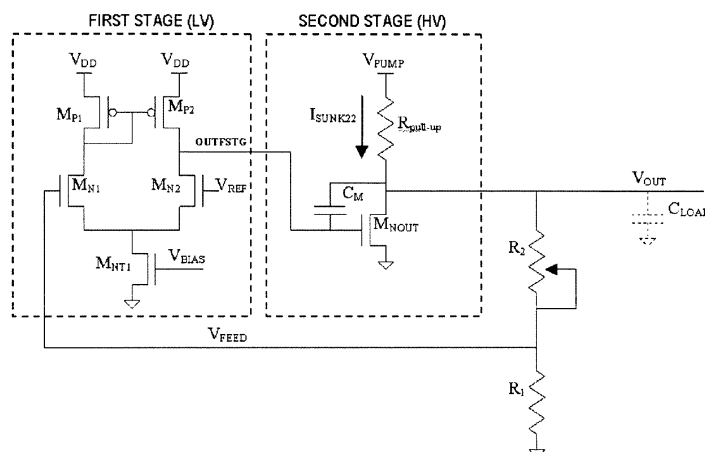 FIRST STAGE (LV)
SECOND STAGE (HV)
VDD
VDD
VPUMP
MP1
MP2
ISUNK22
Rpull-up
OUTFSTG
MN1
MN2
VREF
CM
MNOUT
VOUT
CLOAD
MNT1
VBIAS
R2
VFEED
R1